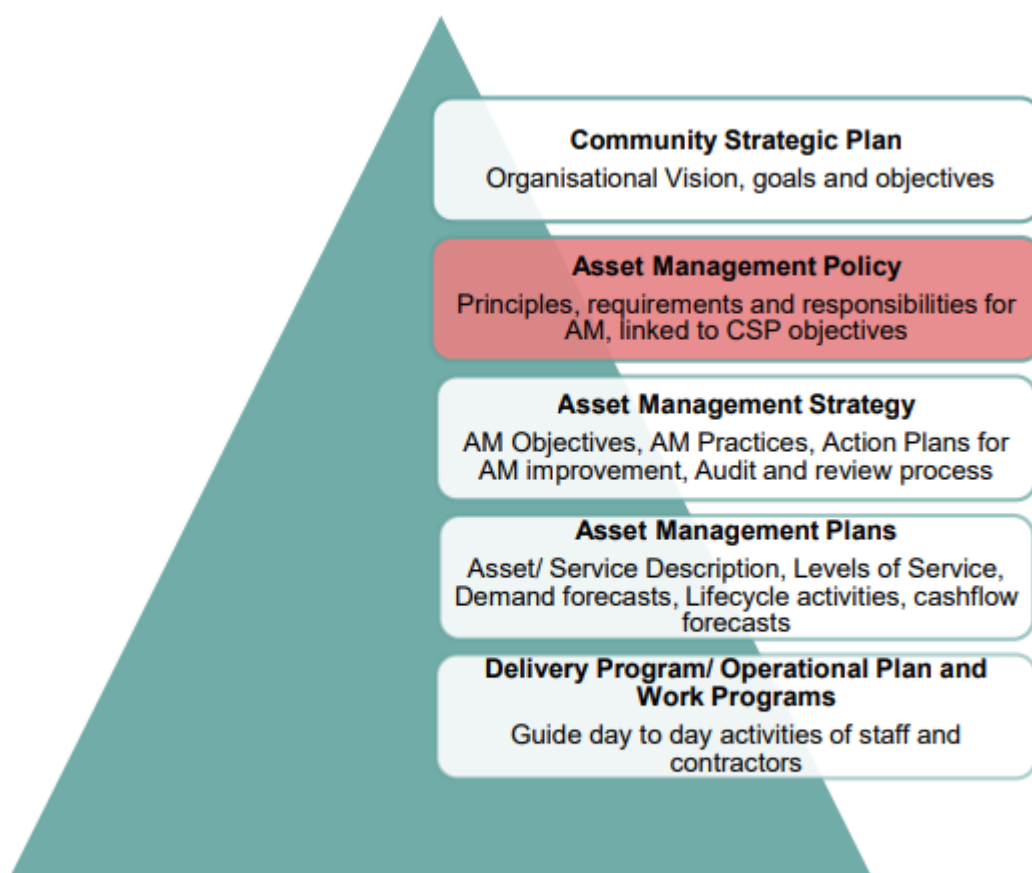 Community Strategic Plan
Organisational Vision, goals and objectives
Asset Management Policy
Principles, requirements and responsibilities for
AM, linked to CSP objectives
Asset Management Strategy
AM Objectives, AM Practices, Action Plans for
AM improvement, Audit and review process
Asset Management Plans
Asset/ Service Description, Levels of Service,
Demand forecasts, Lifecycle activities, cashflow
forecasts
Delivery Program/ Operational Plan and
Work Programs
Guide day to day activities of staff and
contractors